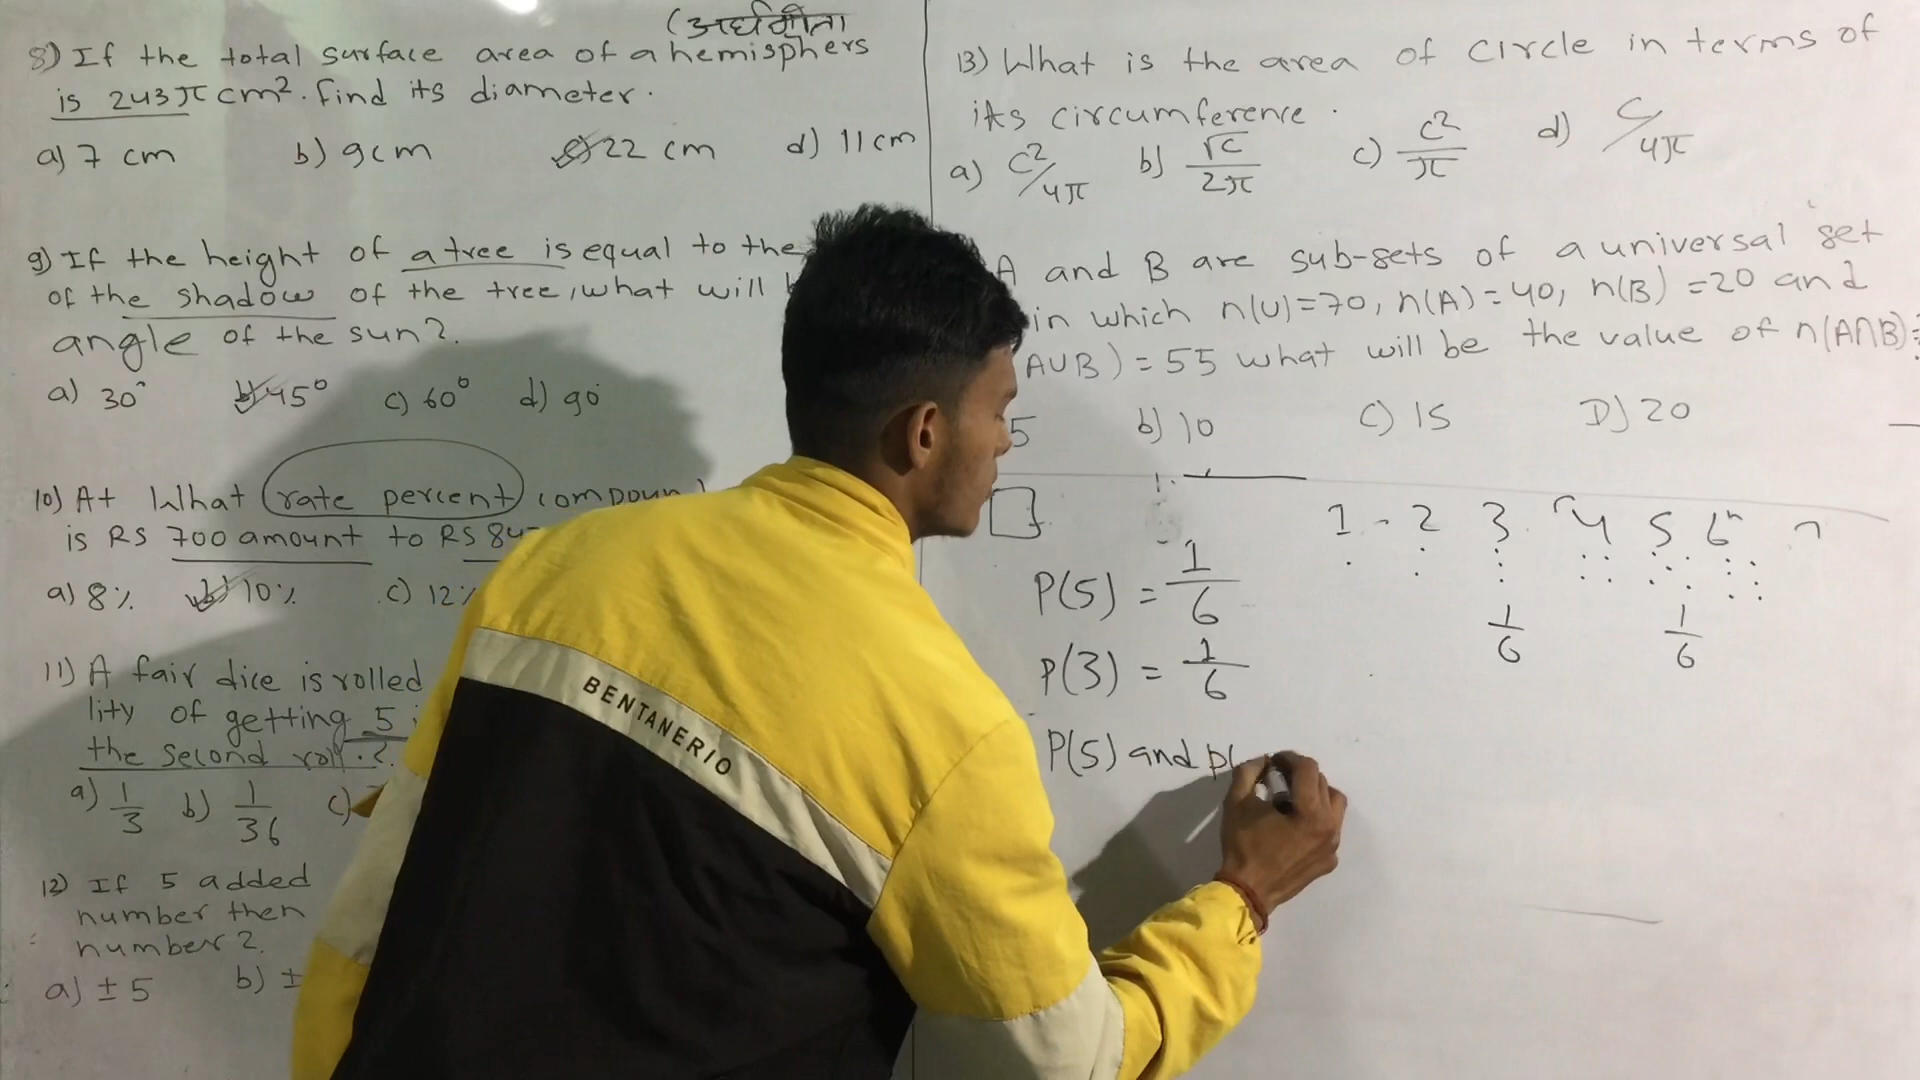 (अर्धगोला
8) If the total surface area of a hemisphers
is 243π cm². find its diameter.
a) 7 cm b) 9cm c) 22 cm d) 11cm
9) If the height of a tree is equal to the
of the shadow of the tree, what will
angle of the sun?.
a) 30° b) 45° c) 60° d) 90
10) At What rate percent compoun
is RS 700 amount to RS 84
a) 8% b) 10% c) 12%
11) A fair dice is rolled
lity of getting 5
the second roll.?
a) 1/3 b) 1/36 c)
12) If 5 added
number then
number?.
a) ±5 b) ±
13) What is the area of circle in terms of
its circumference.
a) c²/4π b) √c/2π c) c²/π d) C/4π
A and B are sub-sets of a universal set
in which n(U)=70, n(A)=40, n(B)=20 and
AUB)=55 what will be the value of n(A∩B)?
5 b) 10 c) 15 D) 20
1 - 2 3 4 5 6
P(5) = 1/6
1/6 1/6
P(3) = 1/6
P(5) and p(
BENTANERIO